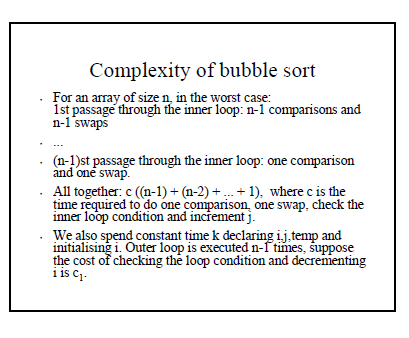 Complexity of bubble sort
· For an array of size n, in the worst case:
1st passage through the inner loop: n-1 comparisons and
n-1 swaps
· ...
· (n-1)st passage through the inner loop: one comparison
and one swap.
· All together: c ((n-1) + (n-2) + ... + 1), where c is the
time required to do one comparison, one swap, check the
inner loop condition and increment j.
· We also spend constant time k declaring i,j,temp and
initialising i. Outer loop is executed n-1 times, suppose
the cost of checking the loop condition and decrementing
i is c₁.